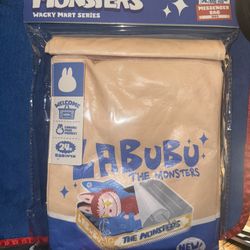 MONSTERS
WACKY MART SERIES
MESSENGER
BAG
WELCOME
24
LABUBU
THE MONSTERS
THE MONSTERS
NEW!